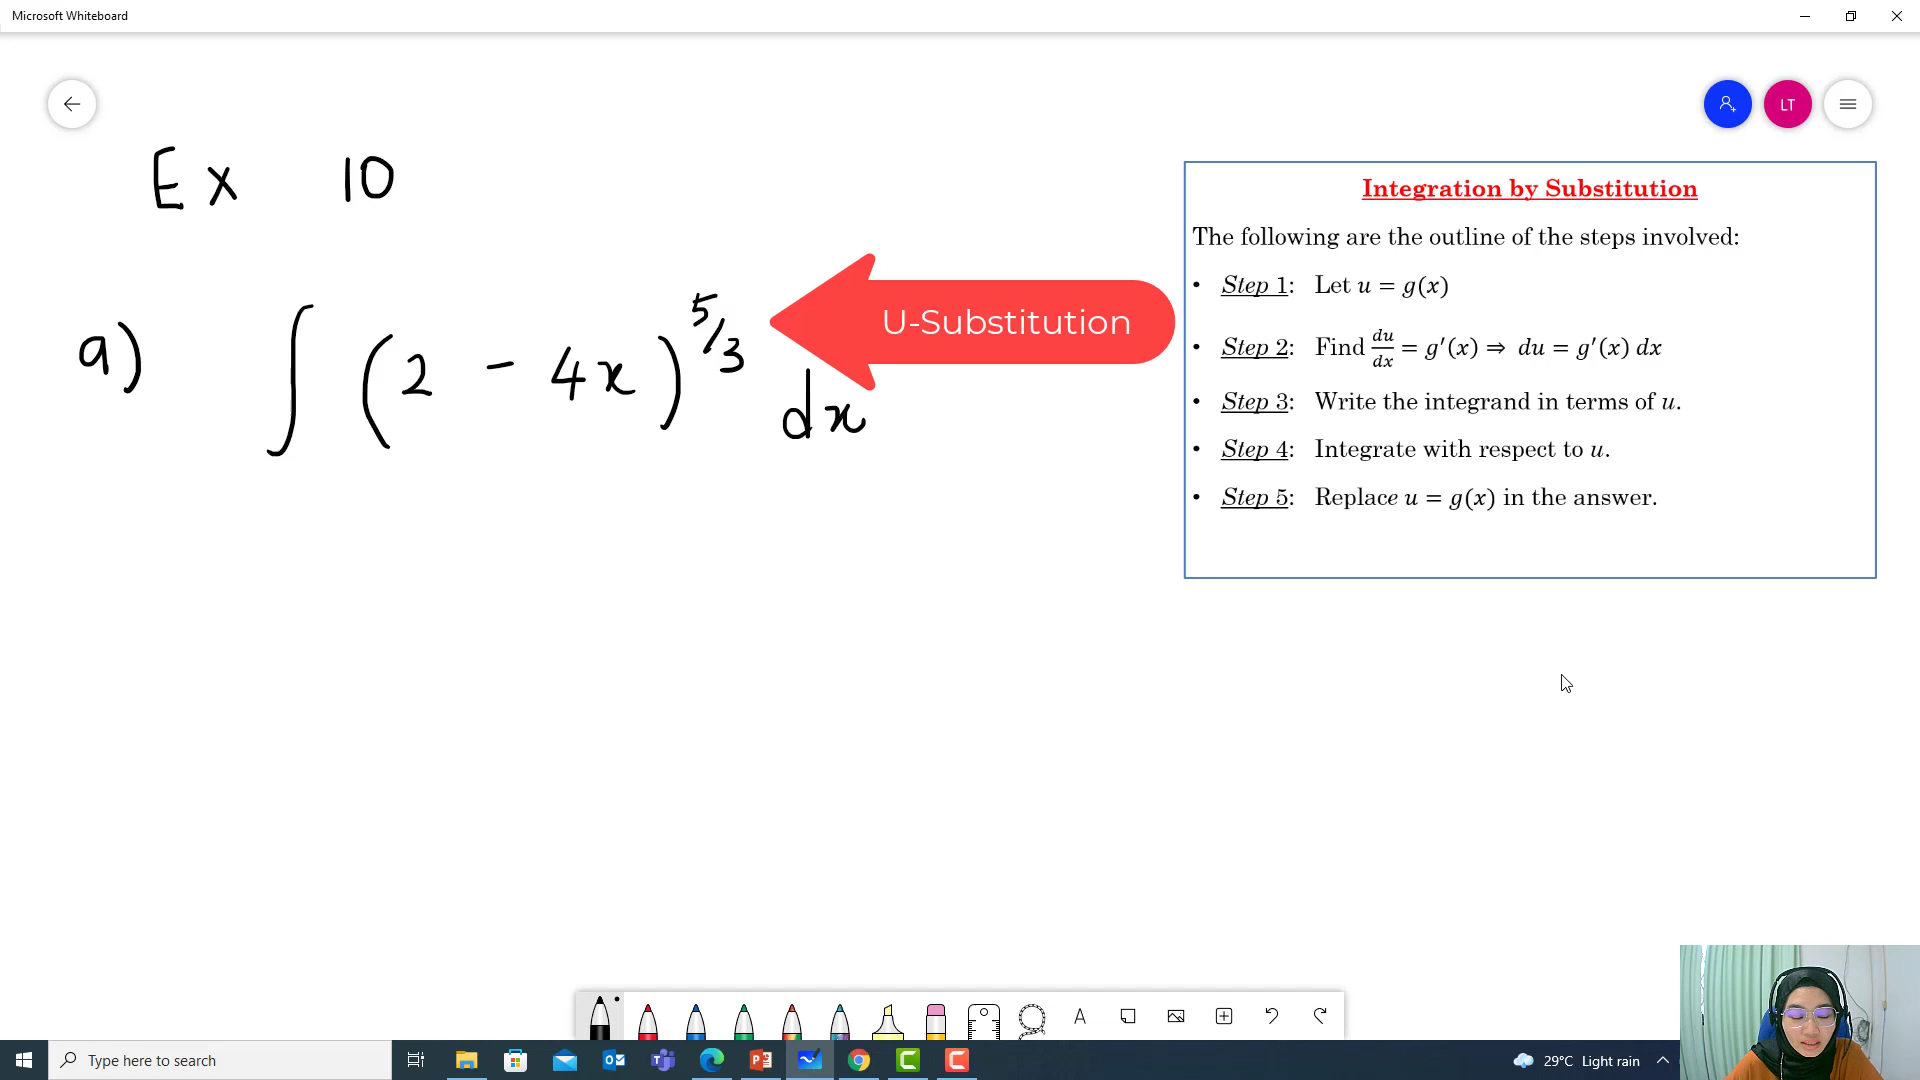 Microsoft Whiteboard
LT
Ex 10
Integration by Substitution
The following are the outline of the steps involved:
• Step 1: Let u = g(x)
• Step 2: Find du/dx = g′(x) ⇒ du = g′(x) dx
• Step 3: Write the integrand in terms of u.
• Step 4: Integrate with respect to u.
• Step 5: Replace u = g(x) in the answer.
U-Substitution
a) ∫ (2 - 4x)^5/3 dx
A
Type here to search
29°C Light rain